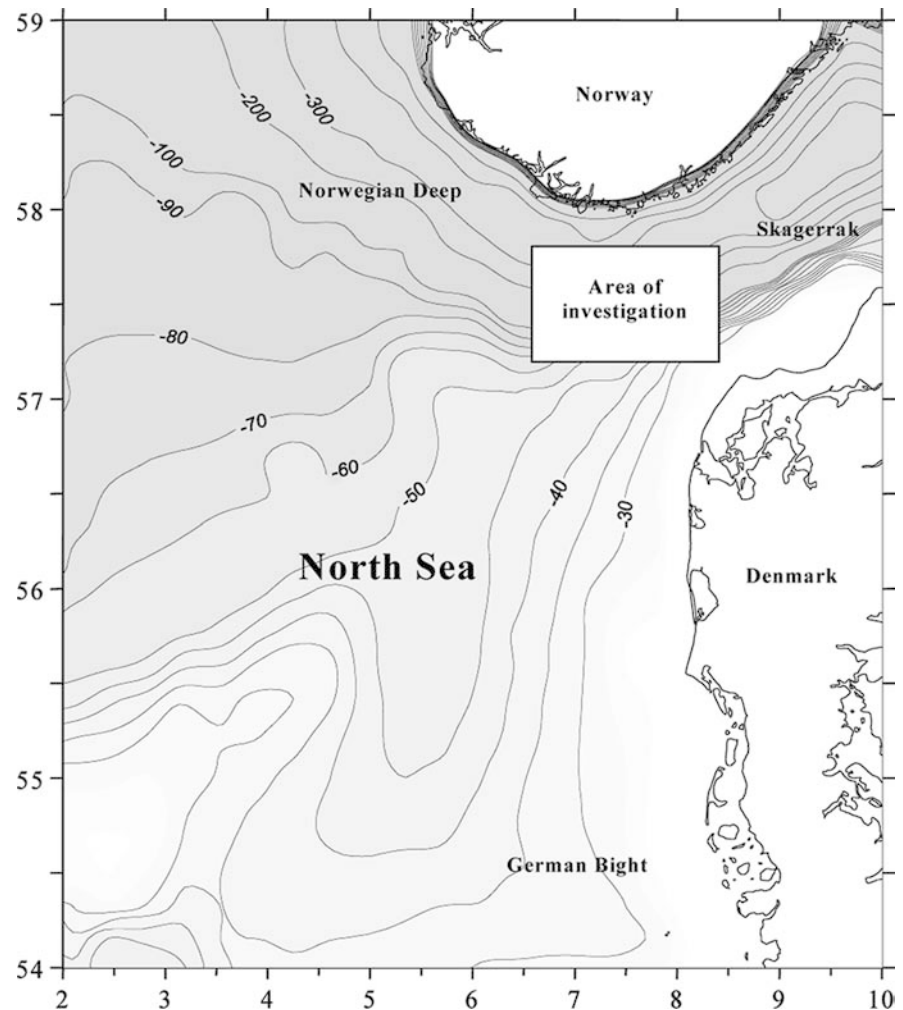 59
Norway
-200
-300
-100
Norwegian Deep
-90
58
Skagerrak
Area of
investigation
-80
57
-70
-60
-50
-40
-30
North Sea
56
Denmark
55
German Bight
54
2 3 4 5 6 7 8 9 10